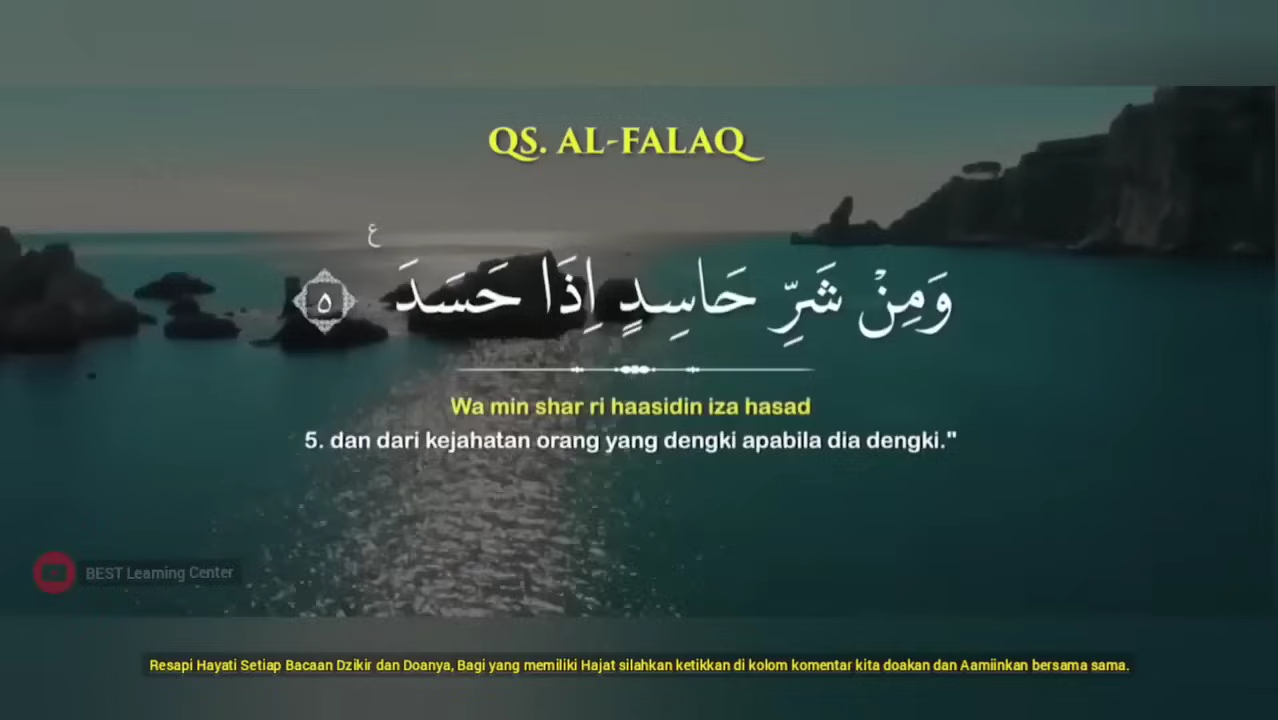 QS. AL-FALAQ
ع
وَمِنْ شَرِّ حَاسِدٍ اِذَا حَسَدَ ٥
Wa min shar ri haasidin iza hasad
5. dan dari kejahatan orang yang dengki apabila dia dengki."
BEST Learning Center
Resapi Hayati Setiap Bacaan Dzikir dan Doanya, Bagi yang memiliki Hajat silahkan ketikkan di kolom komentar kita doakan dan Aamiinkan bersama sama.